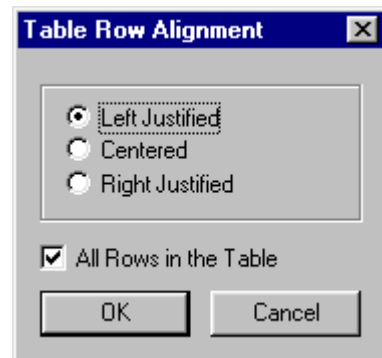 Table Row Alignment
Left Justified
Centered
Right Justified
All Rows in the Table
OK Cancel